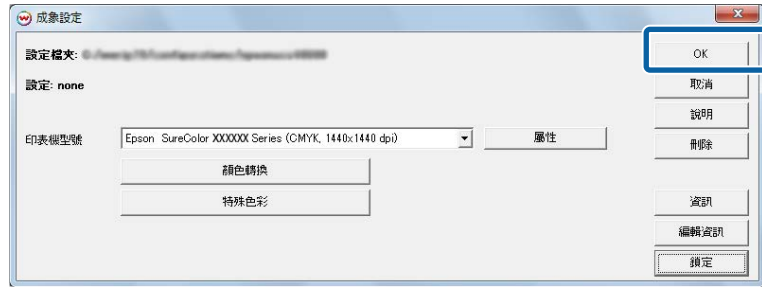 成象設定
設定檔夾:
設定: none
印表機型號
Epson SureColor XXXXXX Series (CMYK, 1440x1440 dpi)
屬性
顏色轉換
特殊色彩
OK
取消
說明
刪除
資訊
編輯資訊
鎖定